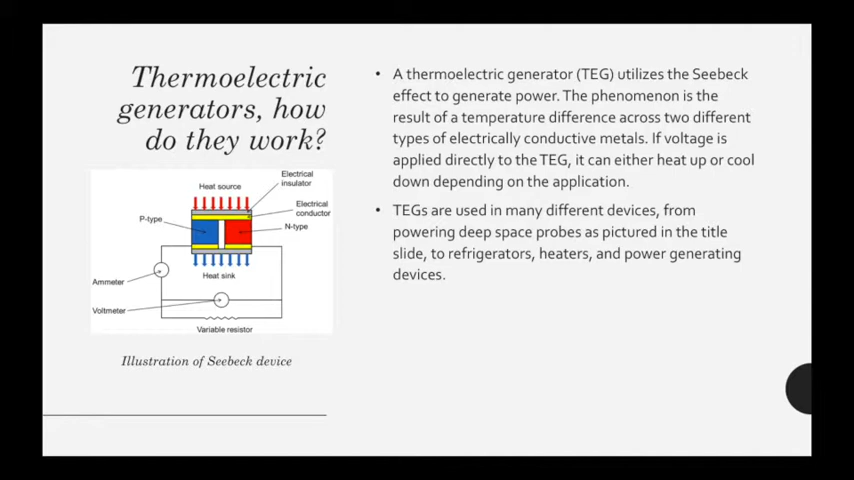 Thermoelectric
generators, how
do they work?
Heat source
Electrical
insulator
Electrical
conductor
P-type
N-type
Heat sink
Ammeter
Voltmeter
Variable resistor
Illustration of Seebeck device
• A thermoelectric generator (TEG) utilizes the Seebeck
effect to generate power. The phenomenon is the
result of a temperature difference across two different
types of electrically conductive metals. If voltage is
applied directly to the TEG, it can either heat up or cool
down depending on the application.
• TEGs are used in many different devices, from
powering deep space probes as pictured in the title
slide, to refrigerators, heaters, and power generating
devices.